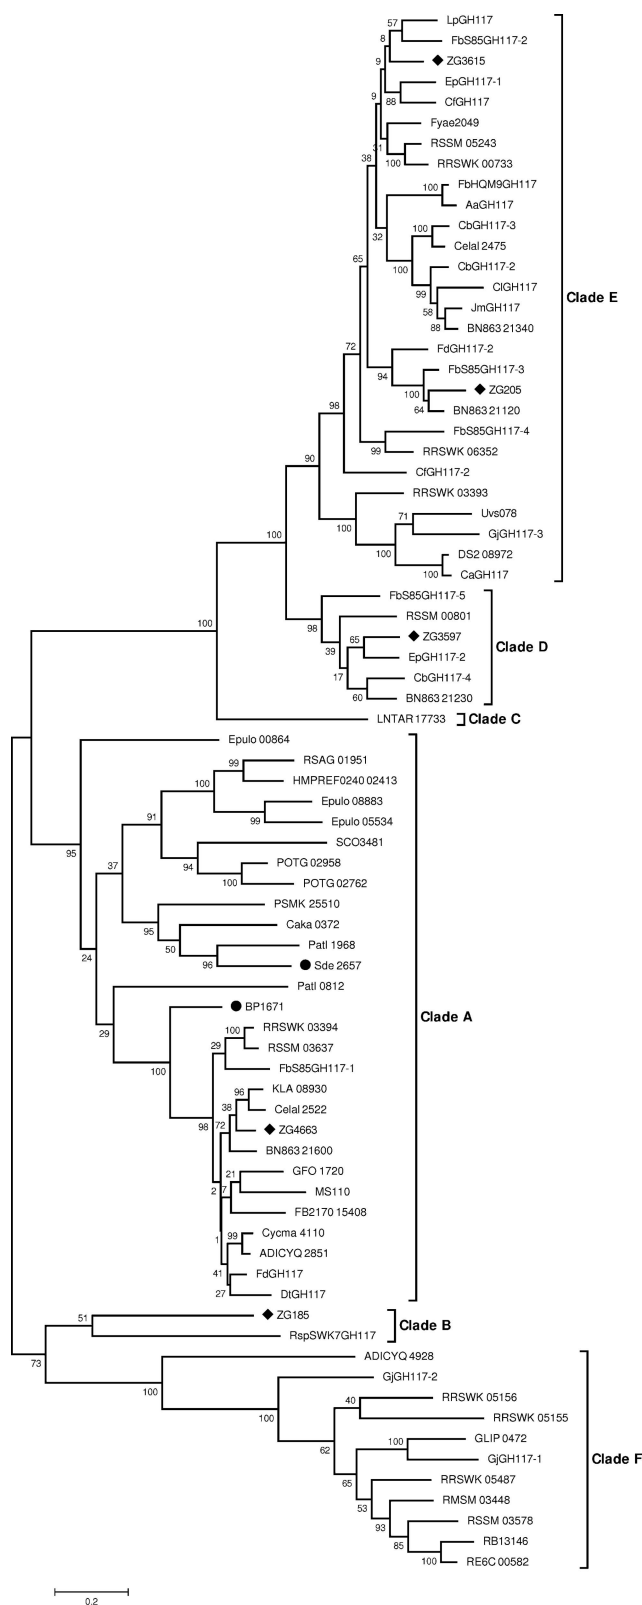 LpGH117
57
FbS85GH117-2
8
ZG3615
9
EpGH117-1
88
CfGH117
9
Fyae2049
31
RSSM 05243
100
RRSWK 00733
38
FbHQM9GH117
100
AaGH117
32
CbGH117-3
100
Celal 2475
100
CbGH117-2
99
ClGH117
58
JmGH117
88
BN863 21340
Clade E
65
FdGH117-2
72
FbS85GH117-3
94
100
ZG205
64
BN863 21120
98
FbS85GH117-4
99
RRSWK 06352
90
CfGH117-2
RRSWK 03393
100
Uvs078
71
GjGH117-3
100
DS2 08972
100
CaGH117
100
FbS85GH117-5
98
RSSM 00801
39
65
ZG3597
Clade D
EpGH117-2
17
CbGH117-4
60
BN863 21230
100
LNTAR 17733
Clade C
Epulo 00864
RSAG 01951
99
HMPREF0240 02413
100
Epulo 08883
99
Epulo 05534
91
SCO3481
94
POTG 02958
100
POTG 02762
95
37
PSMK 25510
95
Caka 0372
50
Patl 1968
96
Sde 2657
24
Patl 0812
29
BP1671
Clade A
100
RRSWK 03394
100
RSSM 03637
29
FbS85GH117-1
98
KLA 08930
96
Celal 2522
38
72
ZG4663
BN863 21600
GFO 1720
21
MS110
2
7
FB2170 15408
1
Cycma 4110
99
ADICYQ 2851
41
FdGH117
27
DtGH117
ZG185
51
Clade B
RspSWK7GH117
73
ADICYQ 4928
100
GjGH117-2
100
RRSWK 05156
40
RRSWK 05155
62
GLIP 0472
100
GjGH117-1
Clade F
65
RRSWK 05487
53
RMSM 03448
93
RSSM 03578
85
RB13146
100
RE6C 00582
0.2